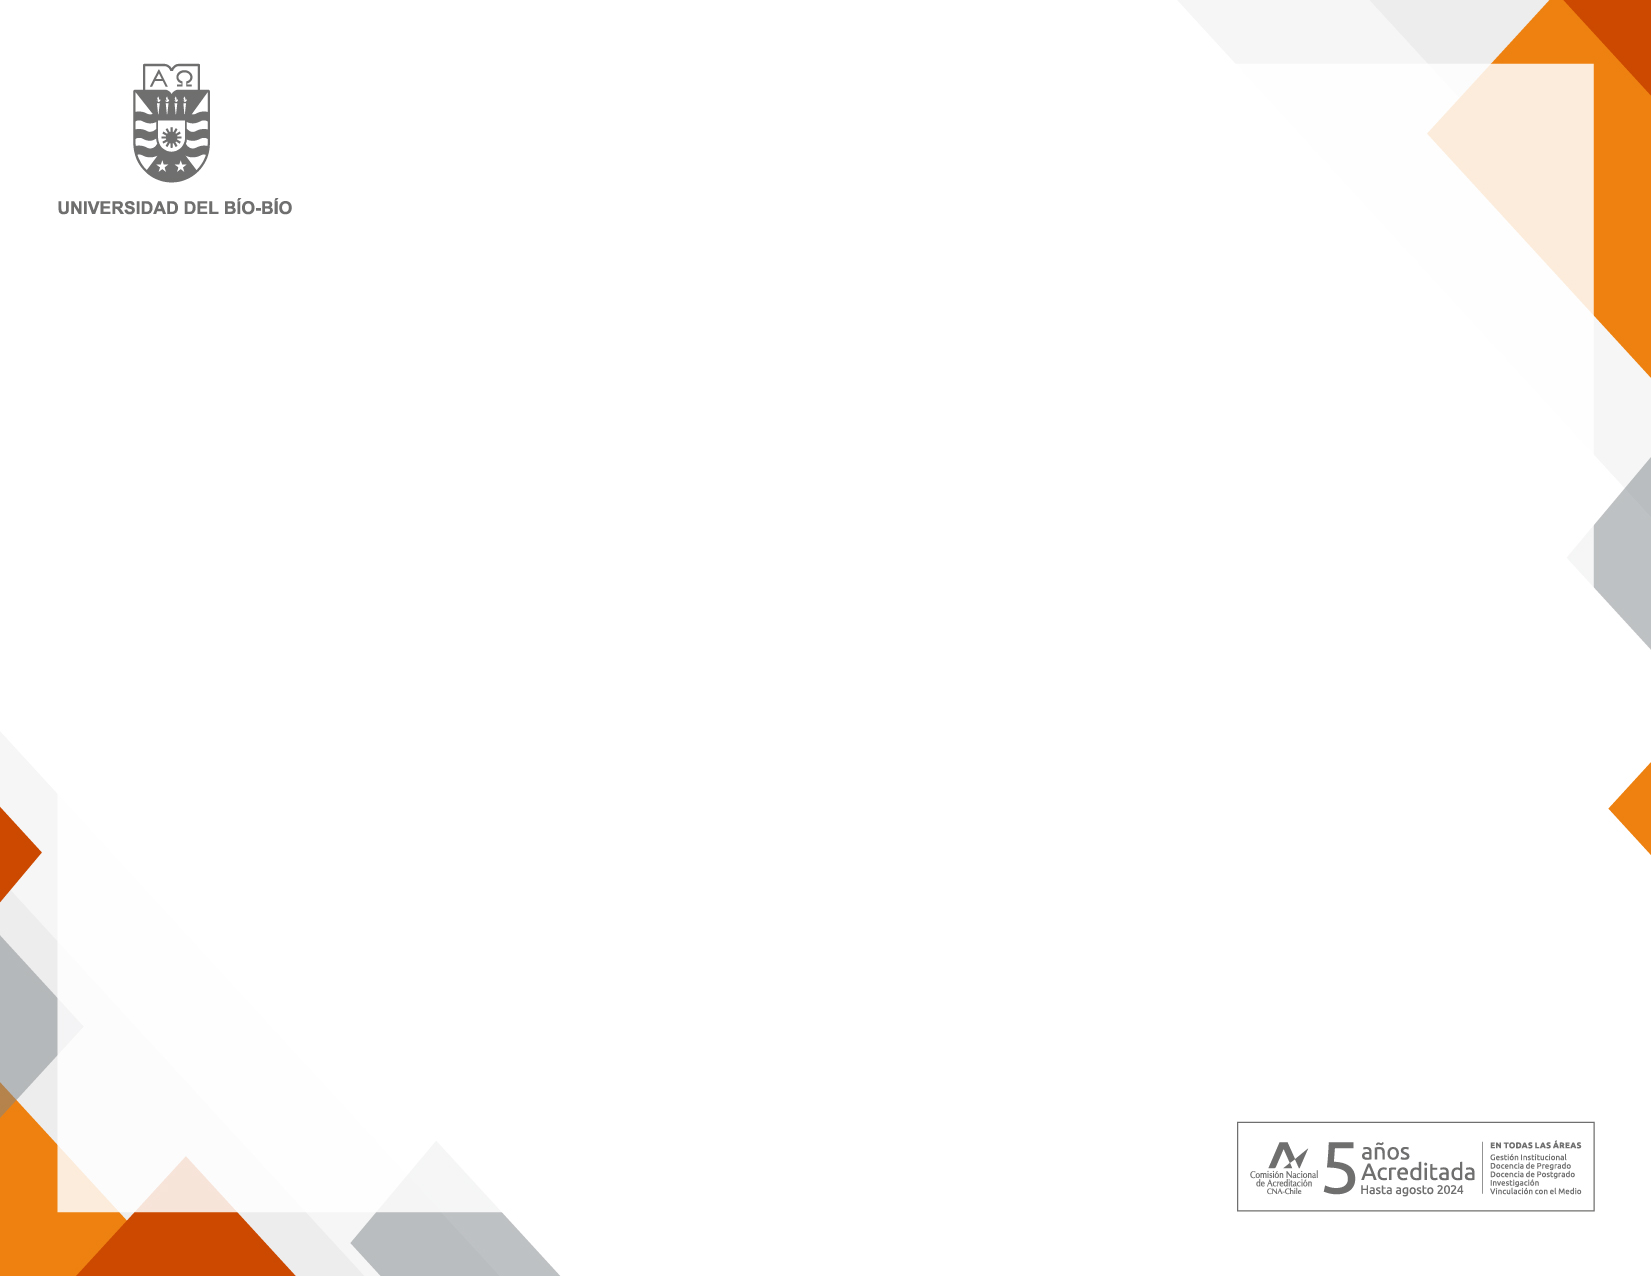 ΑΩ
UNIVERSIDAD DEL BÍO-BÍO
Comisión Nacional
de Acreditación
CNA-Chile
5 años
Acreditada
Hasta agosto 2024
EN TODAS LAS ÁREAS
Gestión Institucional
Docencia de Pregrado
Docencia de Postgrado
Investigación
Vinculación con el Medio